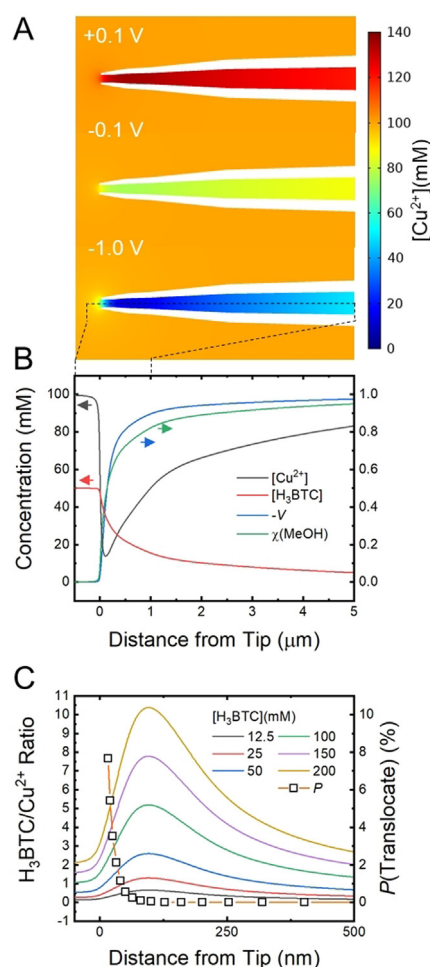 A
+0.1 V
-0.1 V
-1.0 V
140
120
100
80
60
40
20
0
[Cu²⁺](mM)
B
100
80
60
40
20
0
Concentration (mM)
1.0
0.8
0.6
0.4
0.2
0.0
[Cu²⁺]
[H₃BTC]
-V
χ(MeOH)
0 1 2 3 4 5
Distance from Tip (μm)
C
11
10
9
8
7
6
5
4
3
2
1
0
-1
H₃BTC/Cu²⁺ Ratio
[H₃BTC](mM)
12.5 100
25 150
50 200
P
10
8
6
4
2
0
P(Translocate) (%)
0 250 500
Distance from Tip (nm)